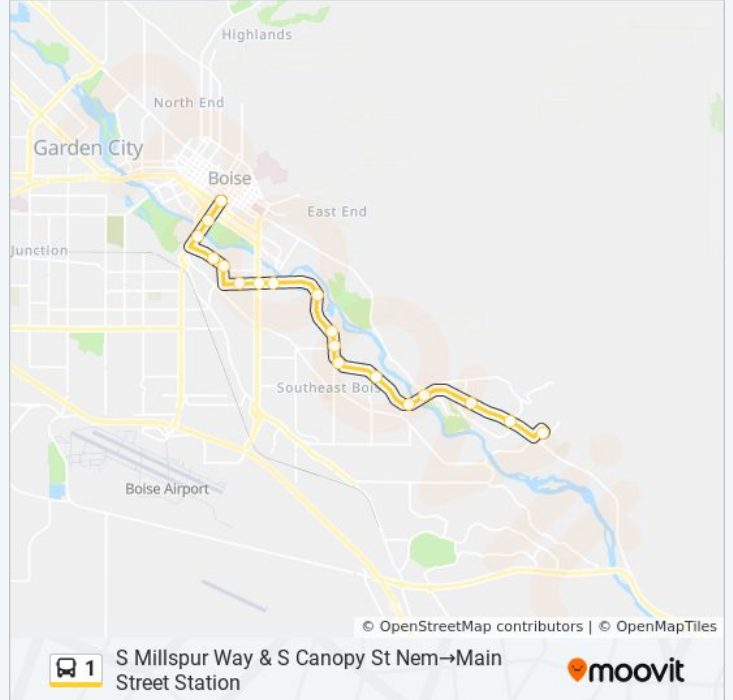 Highlands
North End
Garden City
Boise
East End
Junction
Southeast Bois
Boise Airport
© OpenStreetMap contributors | © OpenMapTiles
1
S Millspur Way & S Canopy St Nem→Main
Street Station
moovit